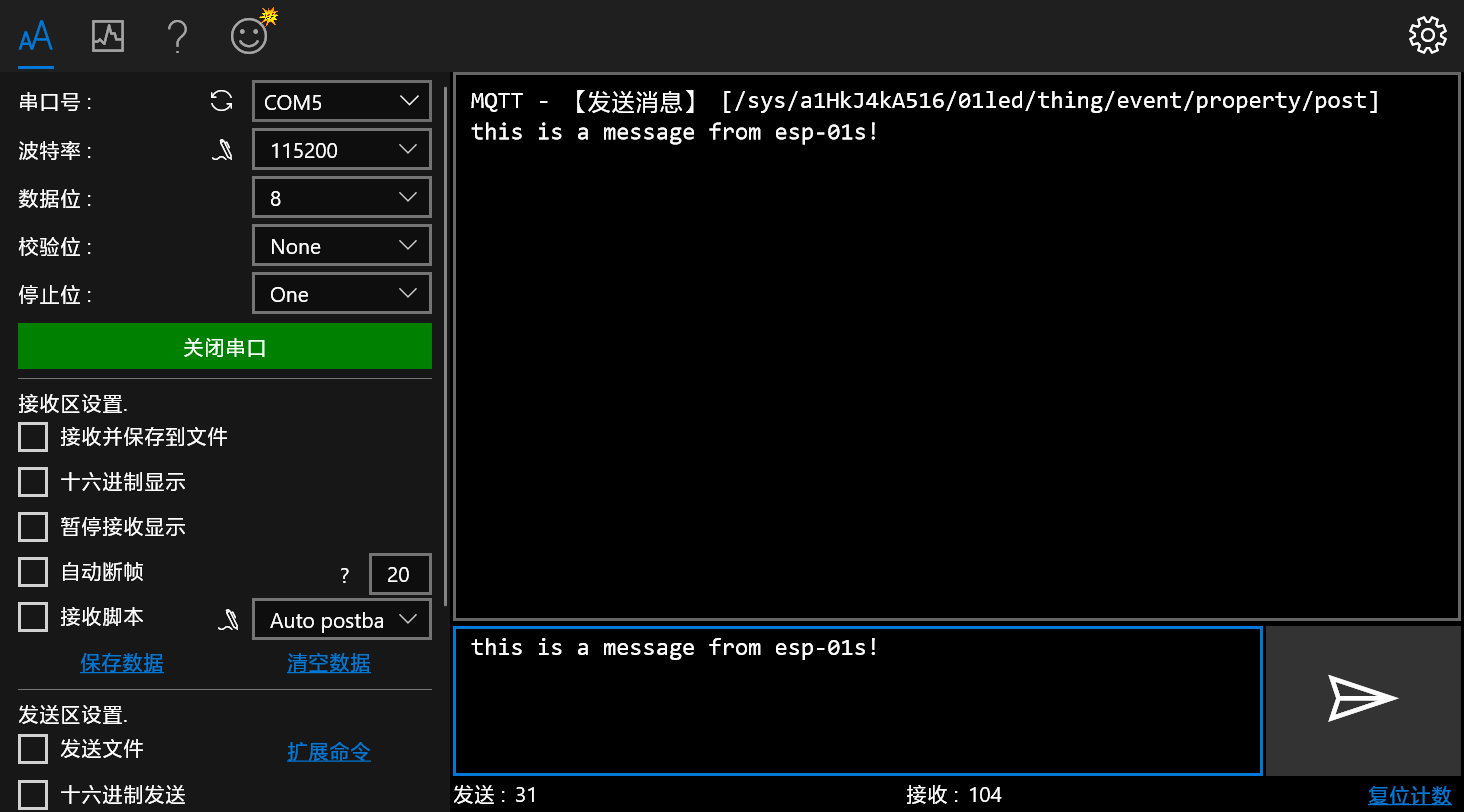 串口号 :
COM5
波特率 :
115200
数据位 :
8
校验位 :
None
停止位 :
One
关闭串口
接收区设置.
接收并保存到文件
十六进制显示
暂停接收显示
自动断帧
?
20
接收脚本
Auto postba
保存数据
清空数据
发送区设置.
发送文件
扩展命令
十六进制发送
MQTT - 【发送消息】 [/sys/a1HkJ4kA516/01led/thing/event/property/post]
this is a message from esp-01s!
this is a message from esp-01s!
发送 : 31
接收 : 104
复位计数